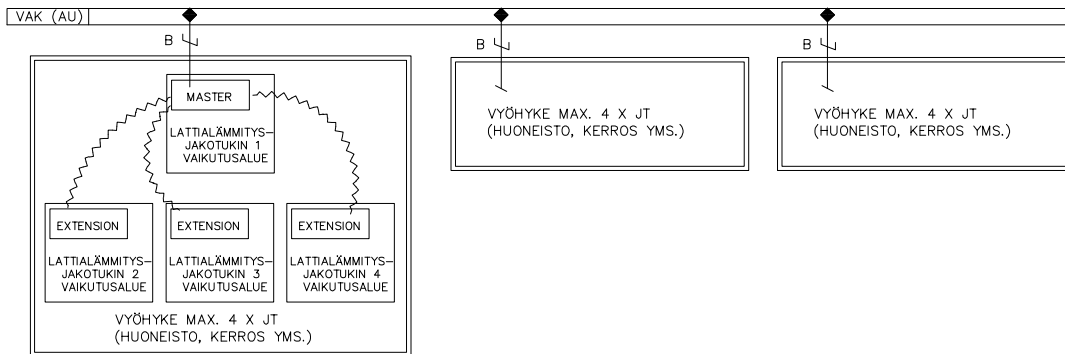 VAK (AU)
B
B
B
MASTER
LATTIALÄMMITYS-
JAKOTUKIN 1
VAIKUTUSALUE
EXTENSION
LATTIALÄMMITYS-
JAKOTUKIN 2
VAIKUTUSALUE
EXTENSION
LATTIALÄMMITYS-
JAKOTUKIN 3
VAIKUTUSALUE
EXTENSION
LATTIALÄMMITYS-
JAKOTUKIN 4
VAIKUTUSALUE
VYÖHYKE MAX. 4 X JT
(HUONEISTO, KERROS YMS.)
VYÖHYKE MAX. 4 X JT
(HUONEISTO, KERROS YMS.)
VYÖHYKE MAX. 4 X JT
(HUONEISTO, KERROS YMS.)